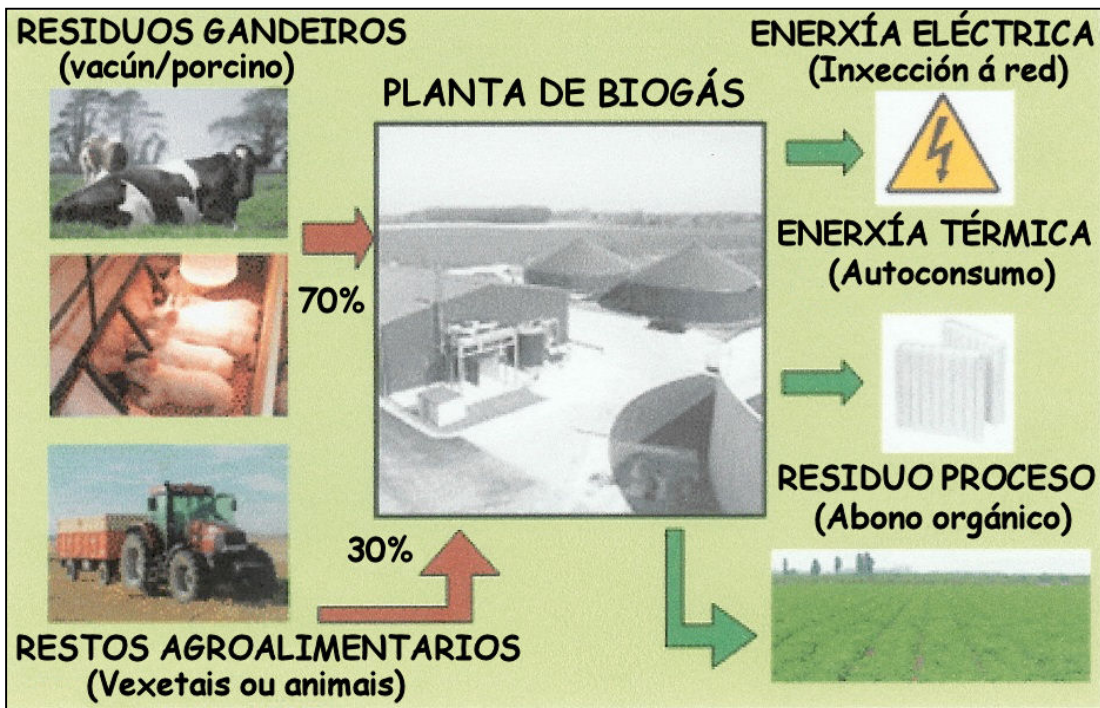 RESIDUOS GANDEIROS
(vacún/porcino)
70%
30%
RESTOS AGROALIMENTARIOS
(Vexetais ou animais)
PLANTA DE BIOGÁS
ENERXÍA ELÉCTRICA
(Inxección á red)
ENERXÍA TÉRMICA
(Autoconsumo)
RESIDUO PROCESO
(Abono orgánico)